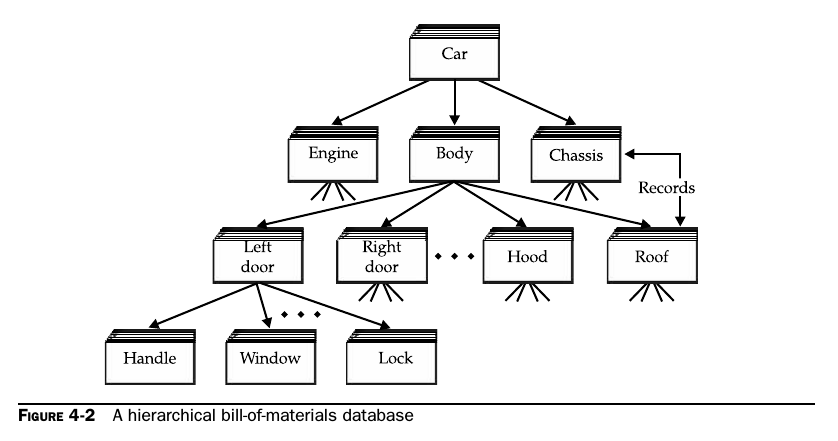 Car
Engine
Body
Chassis
Records
Left
door
Right
door
Hood
Roof
Handle
Window
Lock
FIGURE 4-2 A hierarchical bill-of-materials database